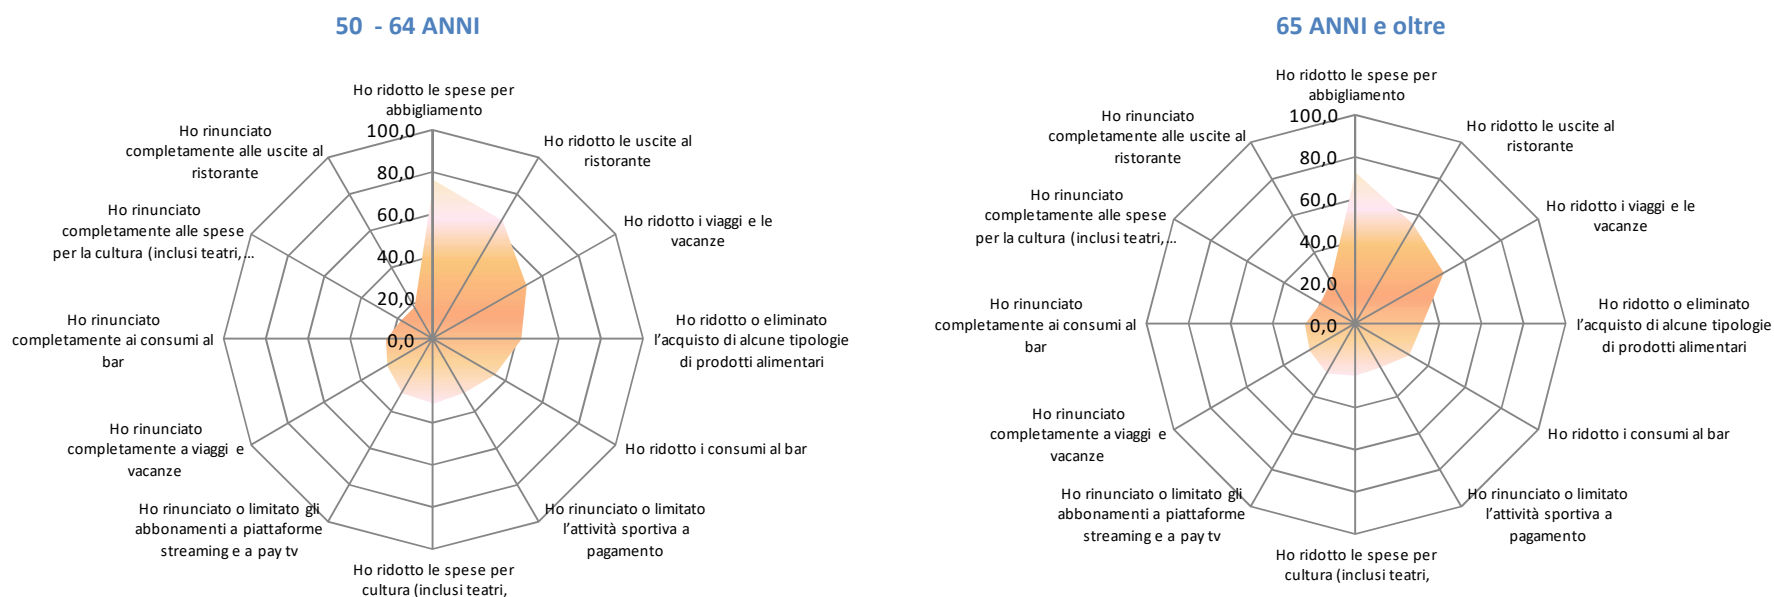 50 - 64 ANNI
Ho ridotto le spese per
abbigliamento
Ho ridotto le uscite al
ristorante
Ho ridotto i viaggi e le
vacanze
Ho ridotto o eliminato
l'acquisto di alcune tipologie
di prodotti alimentari
Ho ridotto i consumi al bar
Ho rinunciato o limitato
l'attività sportiva a
pagamento
Ho ridotto le spese per
cultura (inclusi teatri,
Ho rinunciato o limitato gli
abbonamenti a piattaforme
streaming e a pay tv
Ho rinunciato
completamente a viaggi e
vacanze
Ho rinunciato
completamente ai consumi al
bar
Ho rinunciato
completamente alle spese
per la cultura (inclusi teatri,...
Ho rinunciato
completamente alle uscite al
ristorante
100,0
80,0
60,0
40,0
20,0
0,0
65 ANNI e oltre
Ho ridotto le spese per
abbigliamento
Ho ridotto le uscite al
ristorante
Ho ridotto i viaggi e le
vacanze
Ho ridotto o eliminato
l'acquisto di alcune tipologie
di prodotti alimentari
Ho ridotto i consumi al bar
Ho rinunciato o limitato
l'attività sportiva a
pagamento
Ho ridotto le spese per
cultura (inclusi teatri,
Ho rinunciato o limitato gli
abbonamenti a piattaforme
streaming e a pay tv
Ho rinunciato
completamente a viaggi e
vacanze
Ho rinunciato
completamente ai consumi al
bar
Ho rinunciato
completamente alle spese
per la cultura (inclusi teatri,...
Ho rinunciato
completamente alle uscite al
ristorante
100,0
80,0
60,0
40,0
20,0
0,0